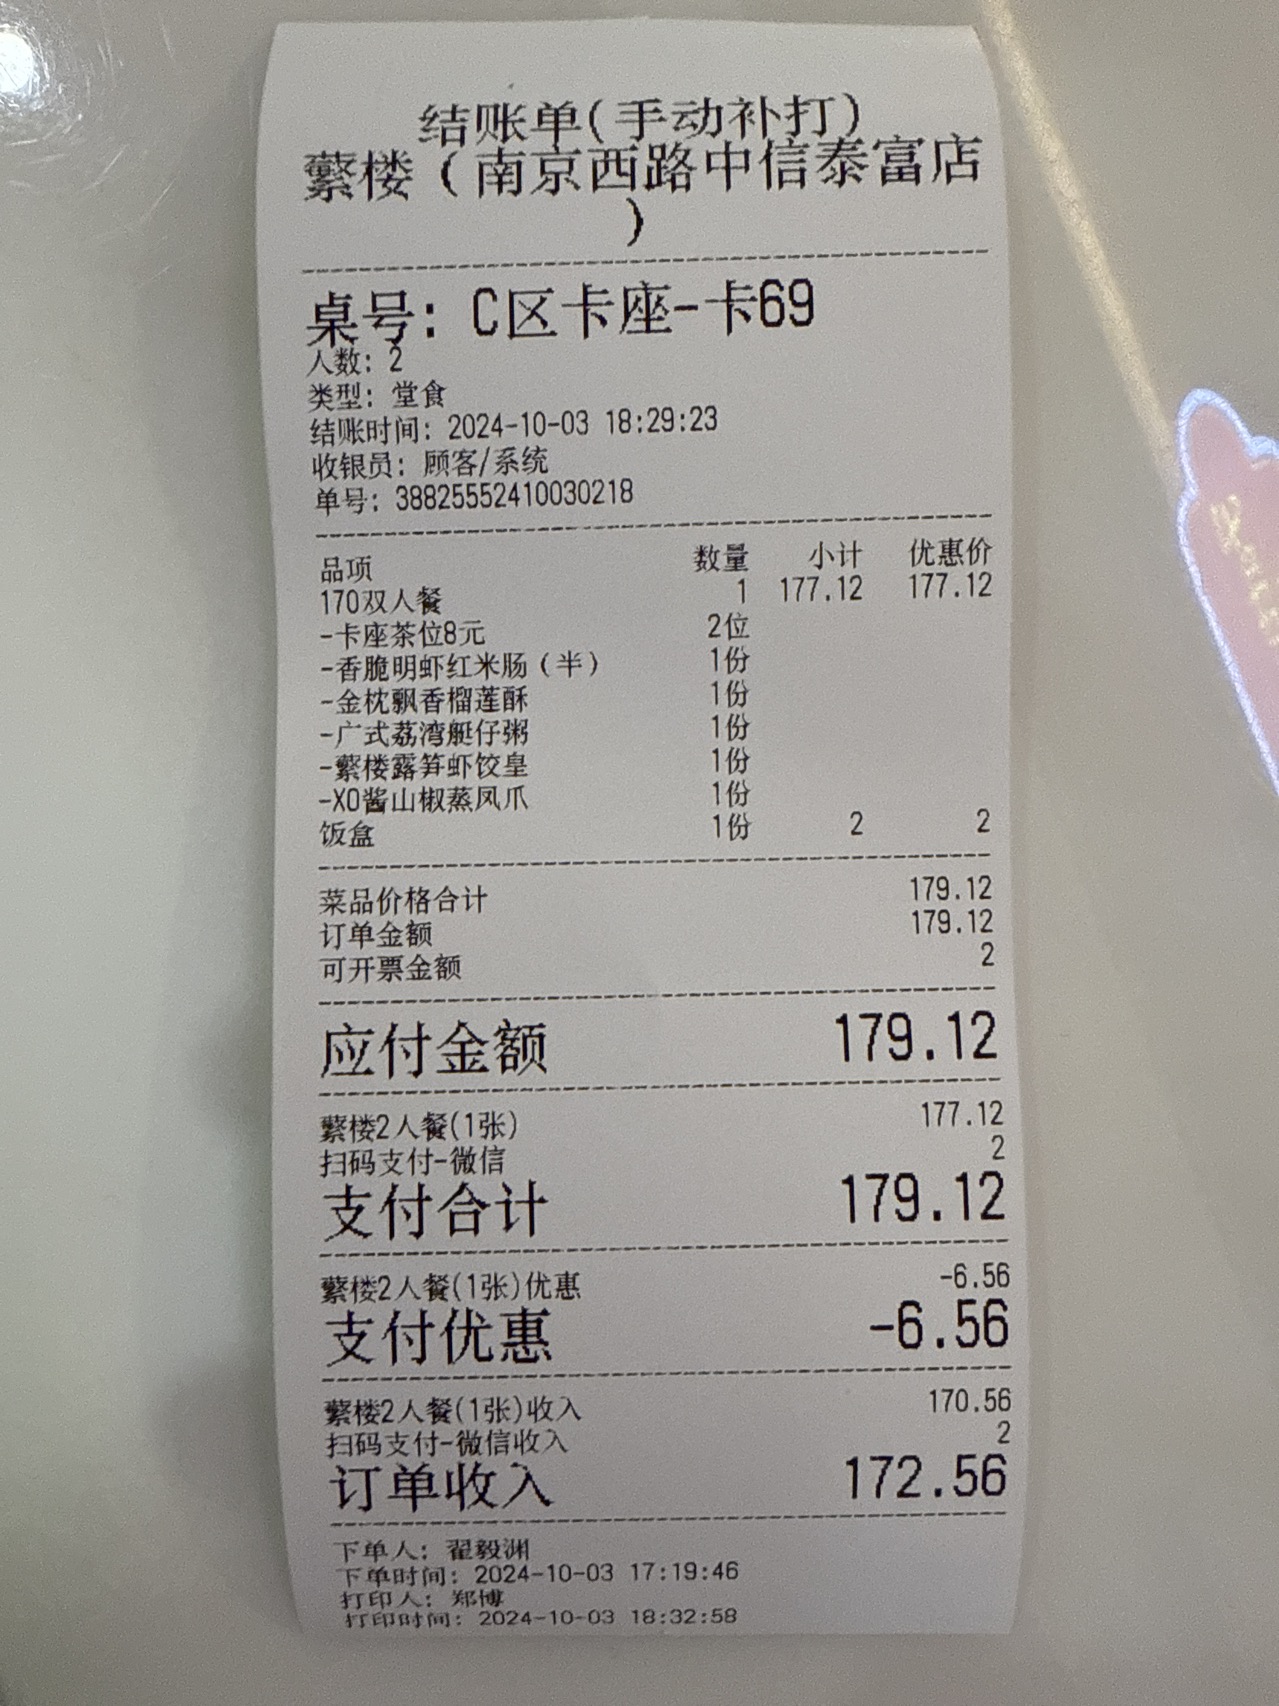 结账单(手动补打)
蘩楼（南京西路中信泰富店
）
桌号: C区卡座-卡69
人数: 2
类型: 堂食
结账时间: 2024-10-03 18:29:23
收银员: 顾客/系统
单号: 38825552410030218
品项 数量 小计 优惠价
170双人餐 1 177.12 177.12
-卡座茶位8元 2位
-香脆明虾红米肠（半） 1份
-金枕飘香榴莲酥 1份
-广式荔湾艇仔粥 1份
-蘩楼露笋虾饺皇 1份
-XO酱山椒蒸凤爪 1份
饭盒 1份 2 2
菜品价格合计 179.12
订单金额 179.12
可开票金额 2
应付金额 179.12
蘩楼2人餐(1张) 177.12
扫码支付-微信 2
支付合计 179.12
蘩楼2人餐(1张)优惠 -6.56
支付优惠 -6.56
蘩楼2人餐(1张)收入 170.56
扫码支付-微信收入 2
订单收入 172.56
下单人: 翟毅渊
下单时间: 2024-10-03 17:19:46
打印人: 郑博
打印时间: 2024-10-03 18:32:58